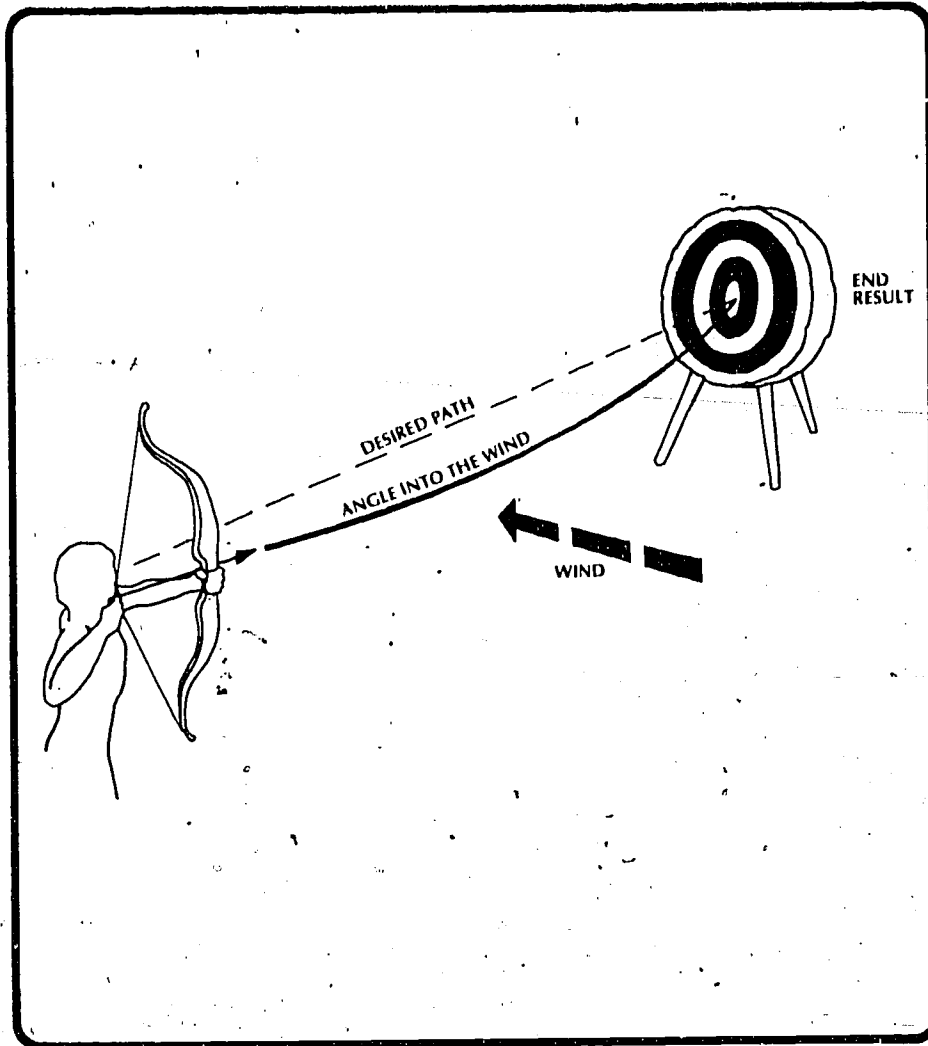 END
RESULT
DESIRED PATH
ANGLE INTO THE WIND
WIND